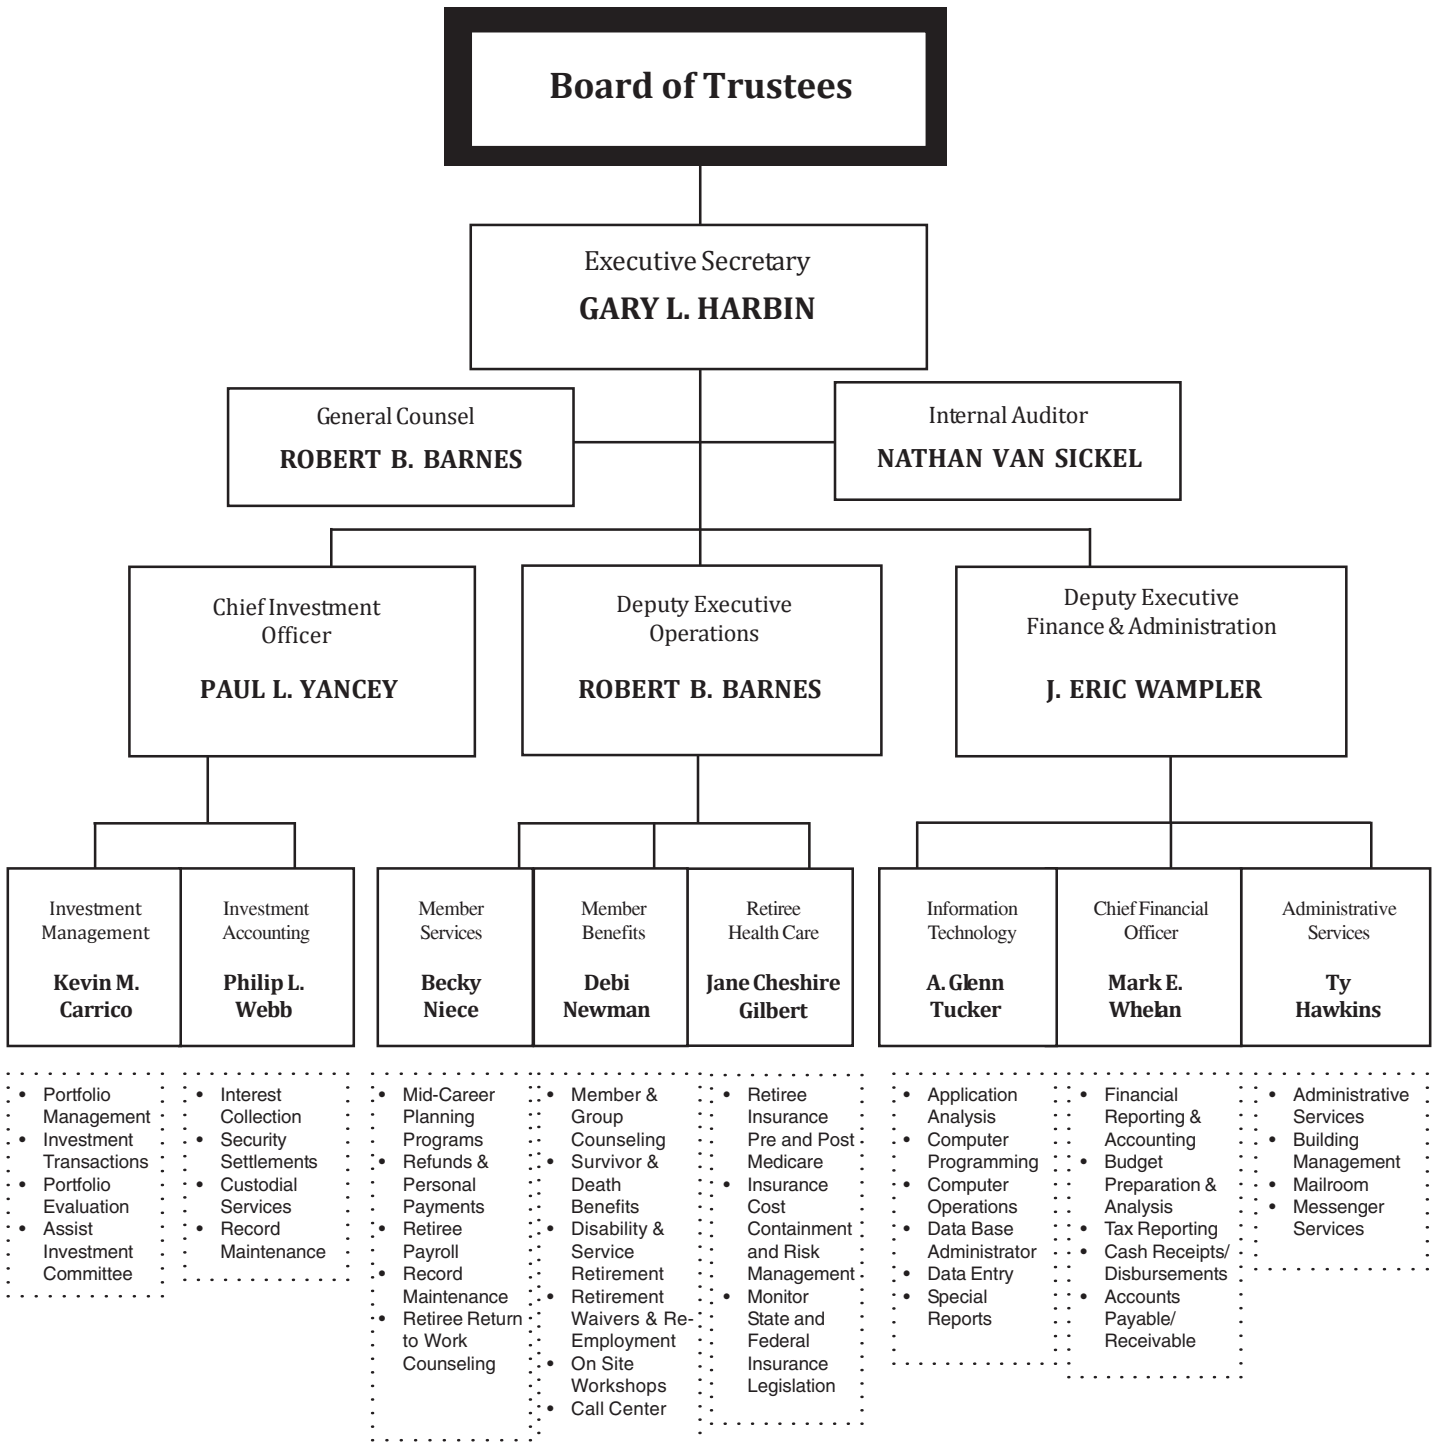 Board of Trustees
Executive Secretary
GARY L. HARBIN
General Counsel
ROBERT B. BARNES
Internal Auditor
NATHAN VAN SICKEL
Chief Investment
Officer
PAUL L. YANCEY
Deputy Executive
Operations
ROBERT B. BARNES
Deputy Executive
Finance & Administration
J. ERIC WAMPLER
Investment
Management
Kevin M.
Carrico
Investment
Accounting
Philip L.
Webb
Member
Services
Becky
Niece
Member
Benefits
Debi
Newman
Retiree
Health Care
Jane Cheshire
Gilbert
Information
Technology
A. Glenn
Tucker
Chief Financial
Officer
Mark E.
Whelan
Administrative
Services
Ty
Hawkins
• Portfolio
Management
• Investment
Transactions
• Portfolio
Evaluation
• Assist
Investment
Committee
• Interest
Collection
• Security
Settlements
• Custodial
Services
• Record
Maintenance
• Mid-Career
Planning
Programs
• Refunds &
Personal
Payments
• Retiree
Payroll
• Record
Maintenance
• Retiree Return
to Work
Counseling
• Member &
Group
Counseling
• Survivor &
Death
Benefits
• Disability &
Service
Retirement
• Retirement
Waivers & Re-
Employment
• On Site
Workshops
• Call Center
• Retiree
Insurance
Pre and Post
Medicare
• Insurance
Cost
Containment
and Risk
Management
• Monitor
State and
Federal
Insurance
Legislation
• Application
Analysis
• Computer
Programming
• Computer
Operations
• Data Base
Administrator
• Data Entry
• Special
Reports
• Financial
Reporting &
Accounting
• Budget
Preparation &
Analysis
• Tax Reporting
• Cash Receipts/
Disbursements
• Accounts
Payable/
Receivable
• Administrative
Services
• Building
Management
• Mailroom
• Messenger
Services